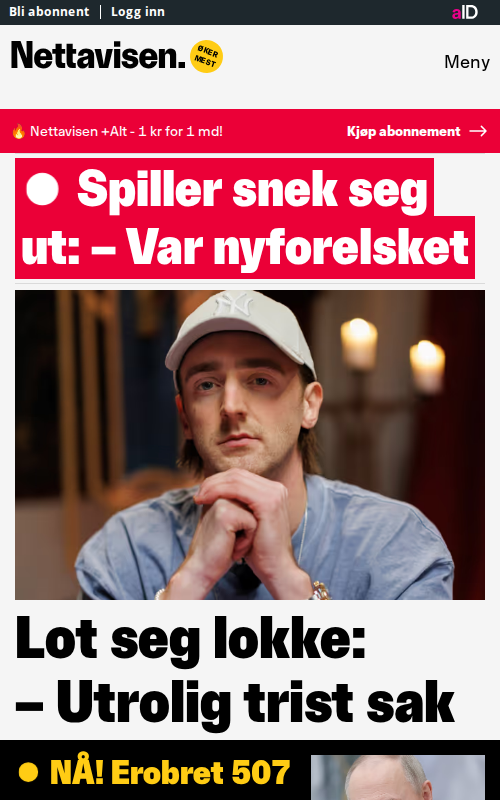 Bli abonnent | Logg inn
aID
Nettavisen.
ØKER
MEST
Meny
🔥 Nettavisen +Alt - 1 kr for 1 md!
Kjøp abonnement →
Spiller snek seg
ut: – Var nyforelsket
NY
Lot seg lokke:
– Utrolig trist sak
NÅ! Erobret 507